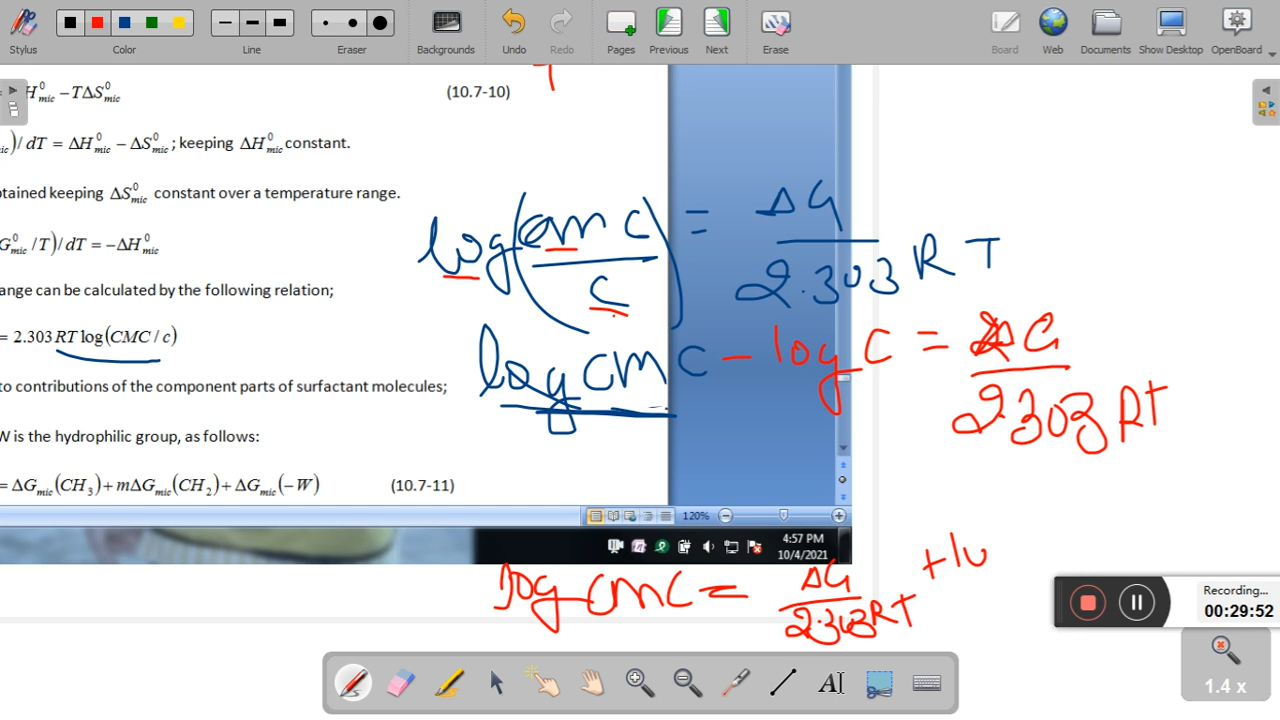 Stylus Color Line Eraser Backgrounds Undo Redo Pages Previous Next Erase Board Web Documents Show Desktop OpenBoard
H⁰mic − TΔS⁰mic (10.7-10)
)/dT = ΔH⁰mic − ΔS⁰mic; keeping ΔH⁰mic constant.
btained keeping ΔS⁰mic constant over a temperature range.
G⁰mic /T)/dT = −ΔH⁰mic
ange can be calculated by the following relation;
= 2.303 RT log(CMC / c)
to contributions of the component parts of surfactant molecules;
W is the hydrophilic group, as follows:
= ΔGmic(CH₃) + mΔGmic(CH₂) + ΔGmic(−W) (10.7-11)
log(cmc/c) = ΔG/2.303RT
log cmc − log c = ΔG/2.303RT
120%
4:57 PM
10/4/2021
log cmc = ΔG/2.303RT
Recording...
00:29:52
1.4 x